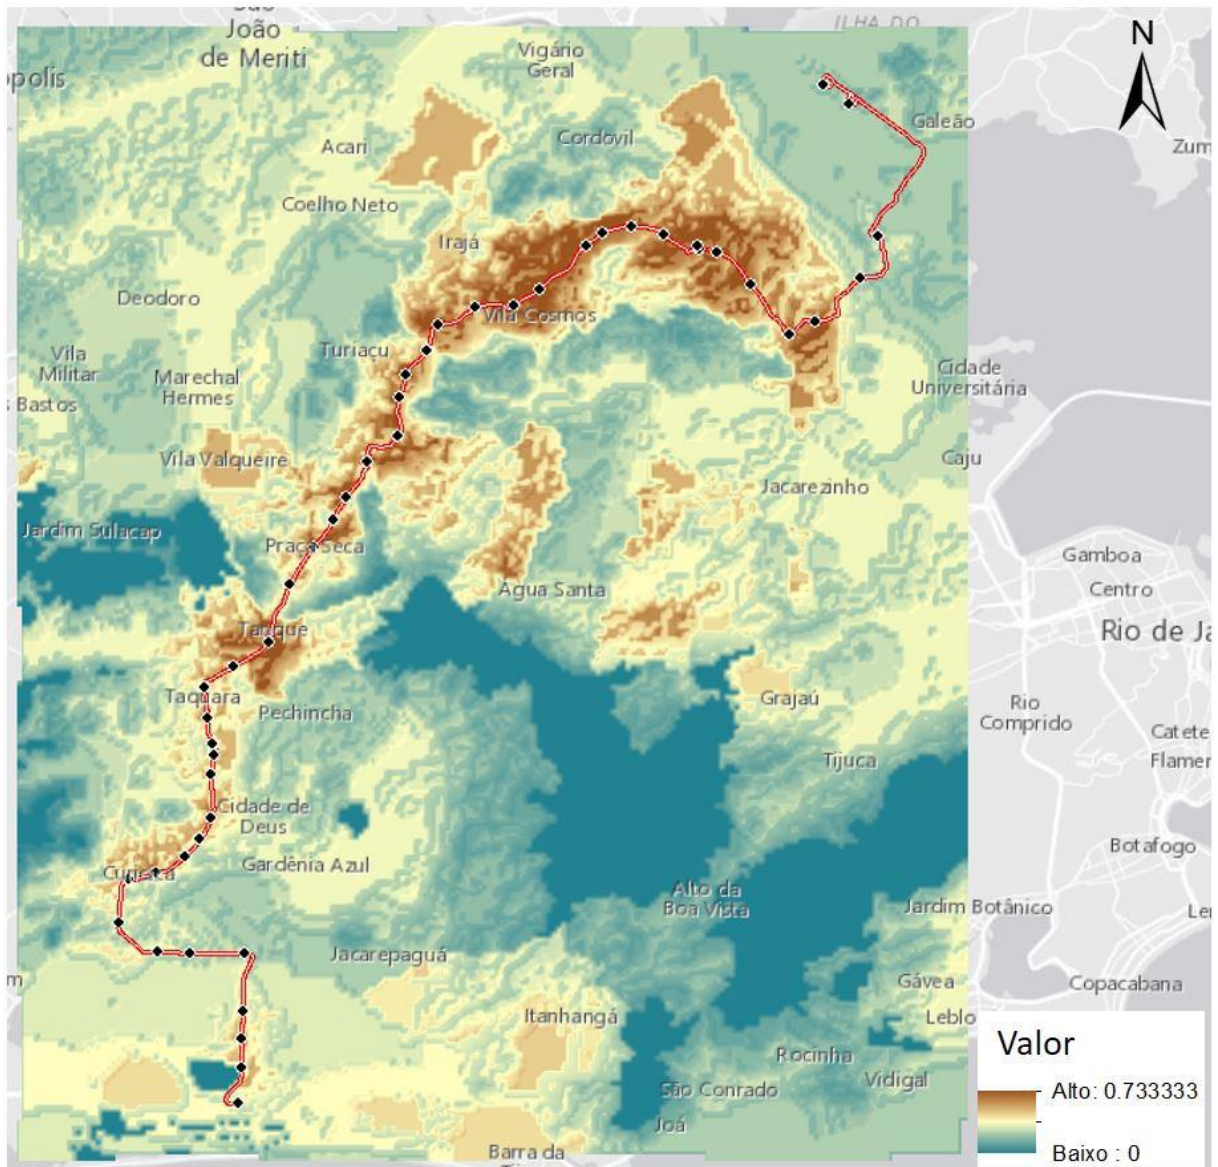 São
João
de Meriti
ILHA DO
N
Vigário
Geral
Galeão
Cordovil
Acari
Zum
Coelho Neto
Irajá
Deodoro
Vila Cosmos
Turiaçu
Vila
Militar
Marechal
Hermes
Cidade
Universitária
s Bastos
Vila Valqueire
Caju
Jacarezinho
Jardim Sulacap
Praça Seca
Gamboa
Centro
Agua Santa
Tanque
Rio de Ja
Taquara
Pechincha
Grajaú
Rio
Comprido
Catete
Flamen
Tijuca
Cidade de
Deus
Gardênia Azul
Curicica
Botafogo
Alto da
Boa Vista
Jardim Botânico
Le
Jacarepaguá
m
Gávea
Copacabana
Itanhangá
Leblo
Rocinha
Vidigal
São Conrado
Joá
Barra da
Valor
Alto: 0.733333
Baixo : 0